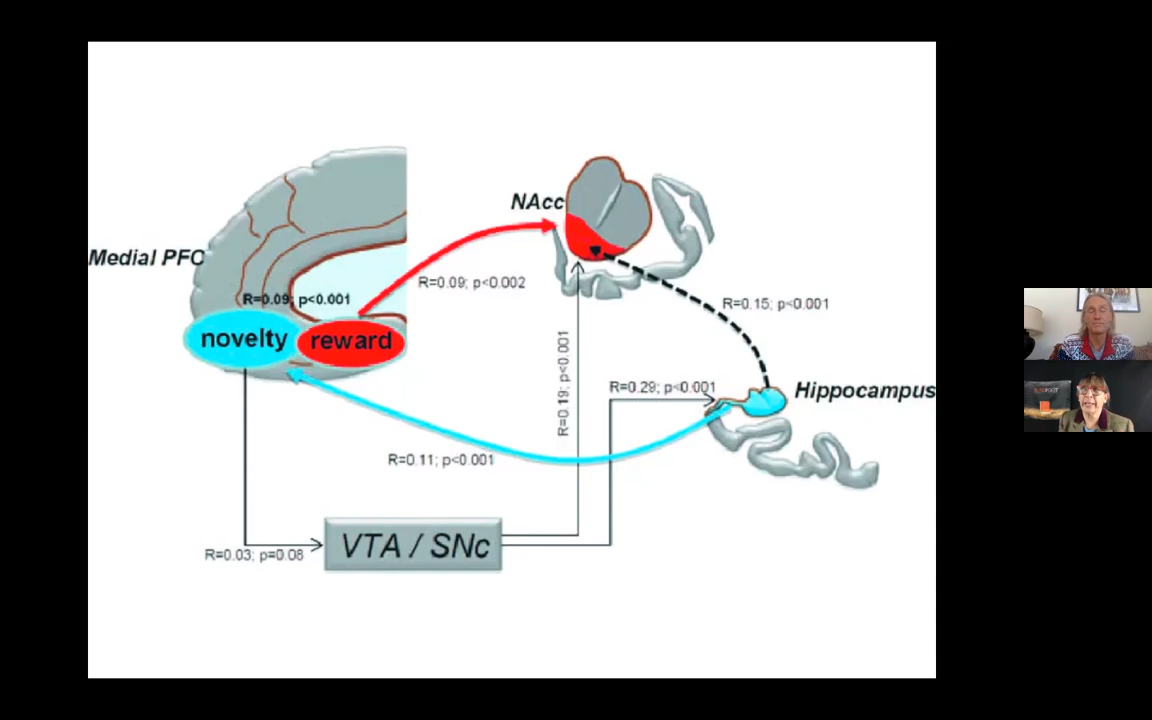 NAcc
Medial PFC
R=0.09; p<0.002
R=0.09; p<0.001
R=0.15; p<0.001
novelty
reward
R=0.19; p<0.001
R=0.29; p<0.001
Hippocampus
R=0.11; p<0.001
VTA / SNc
R=0.03; p=0.08